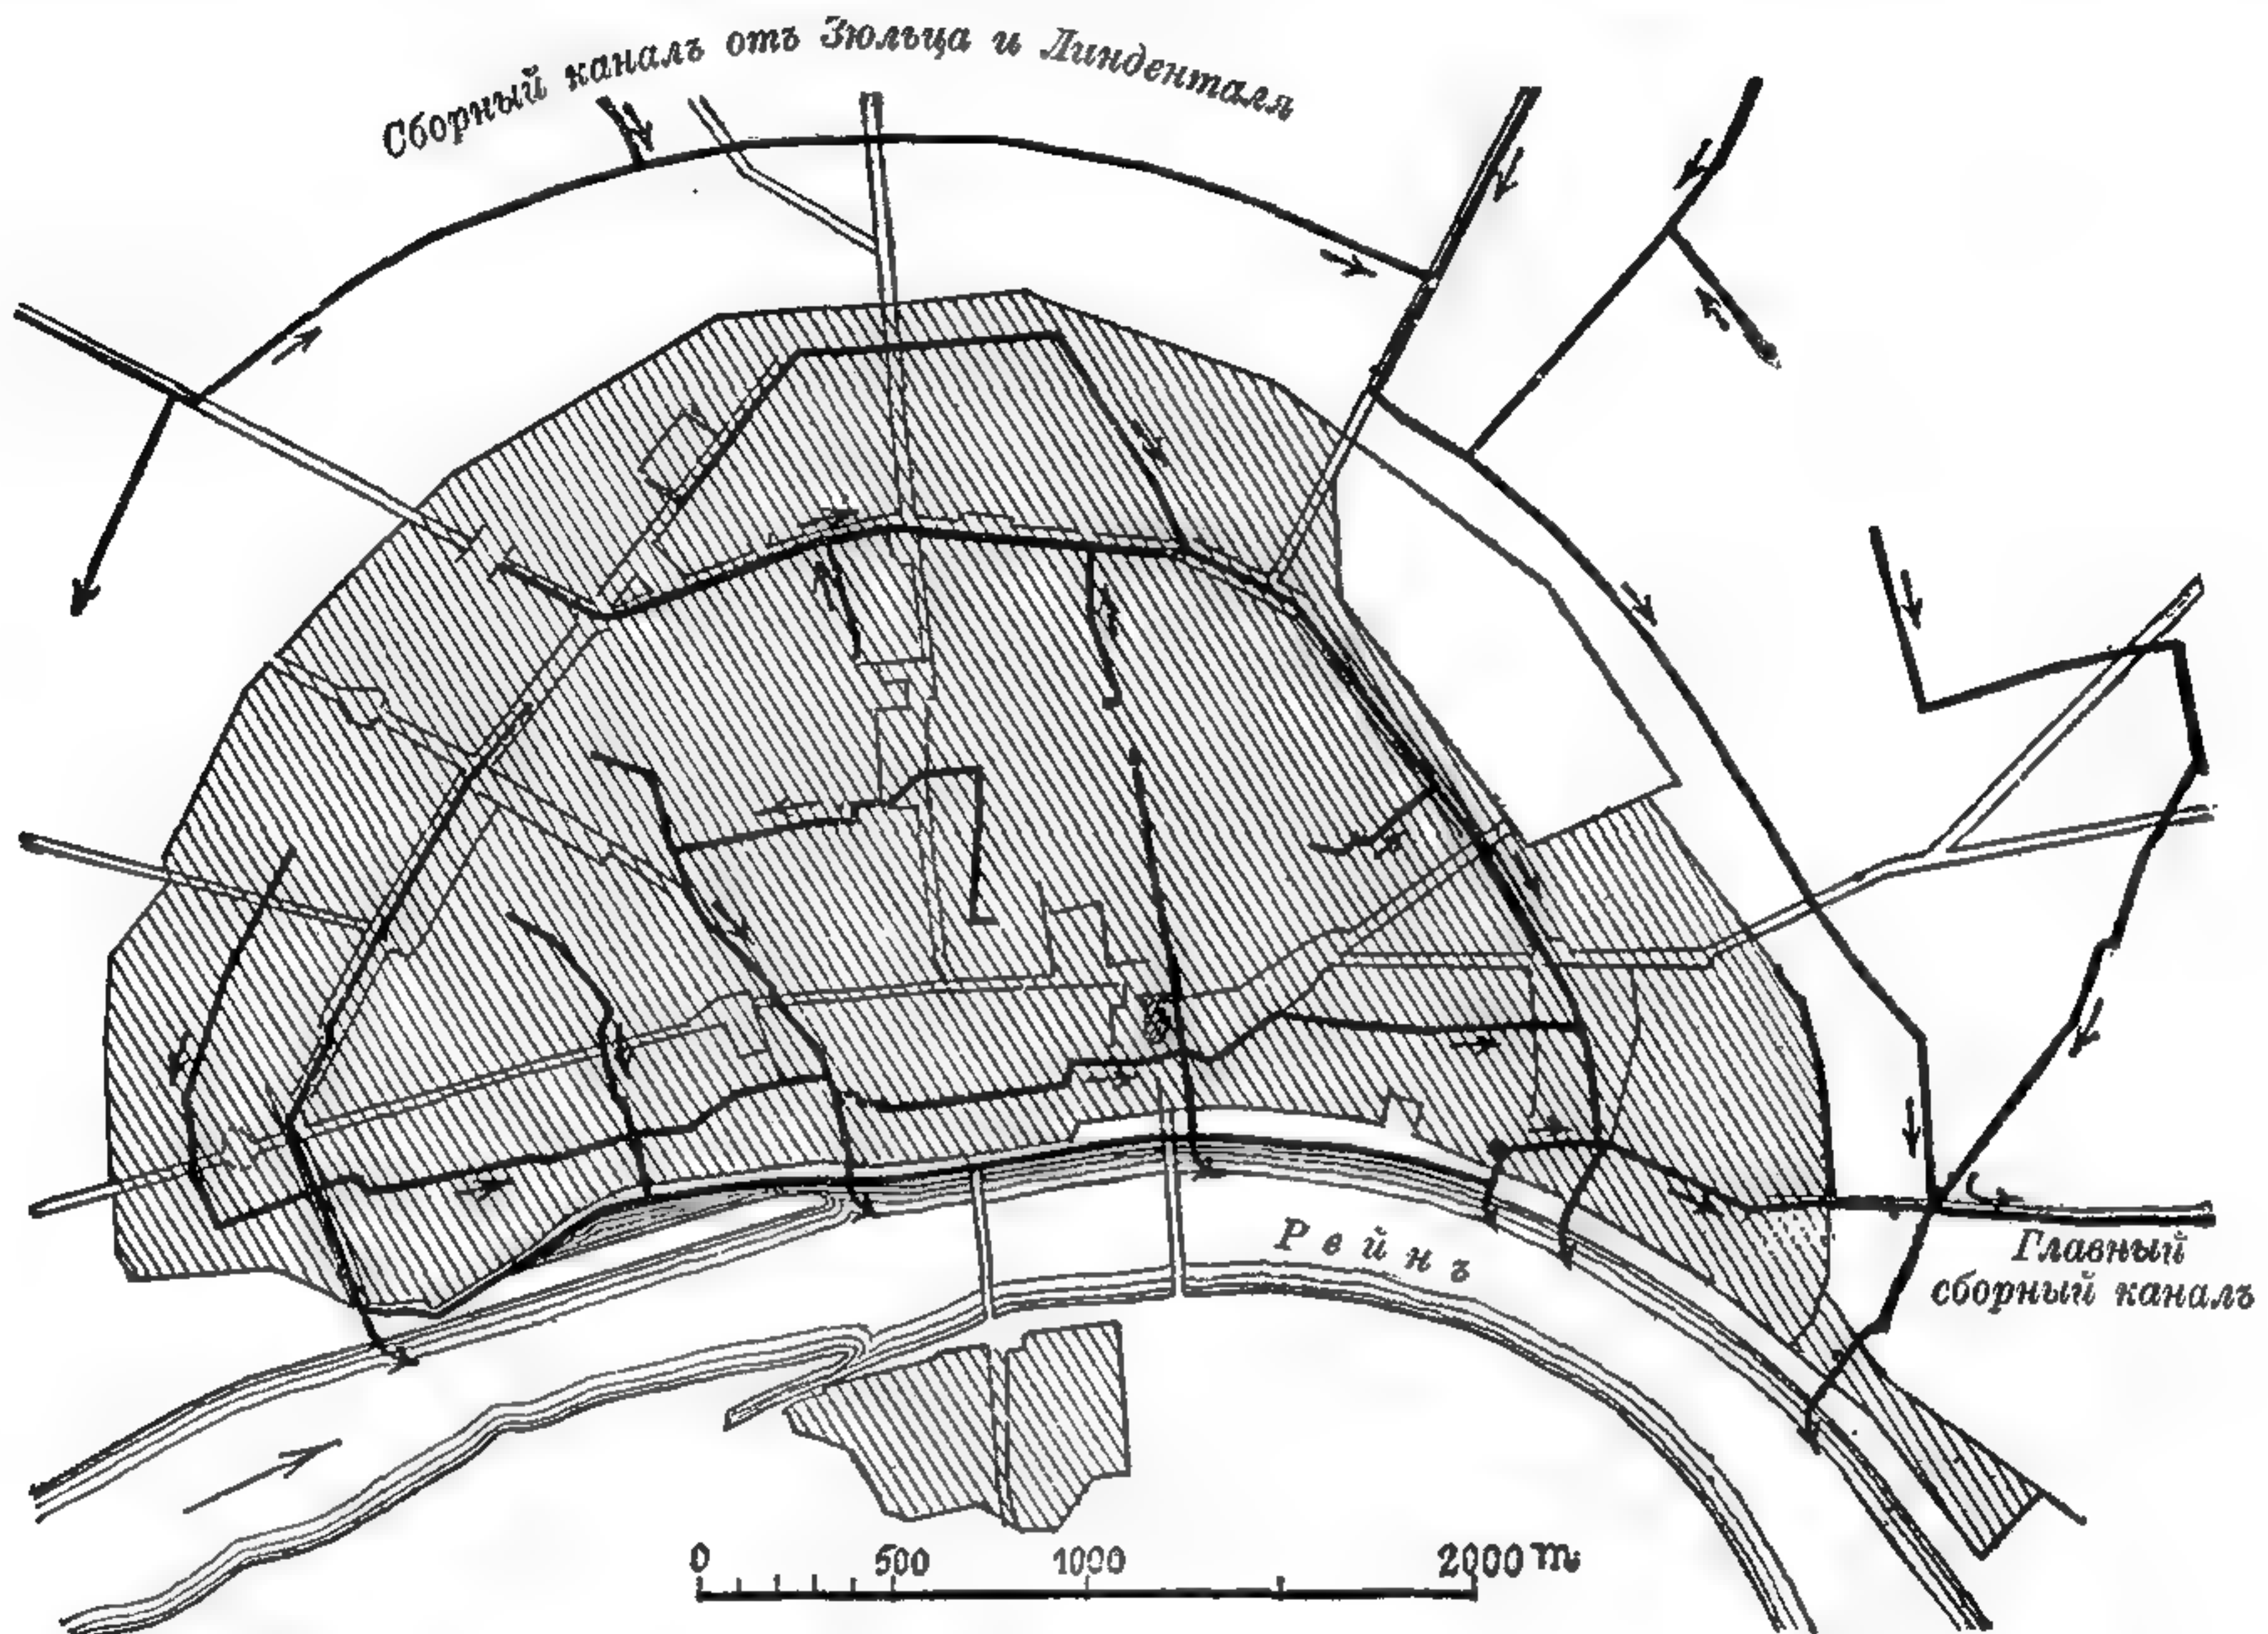 Сборный каналъ отъ Зюльца и Линденталя
Рейнъ
Главный
сборный каналъ
0 500 1000 2000 m